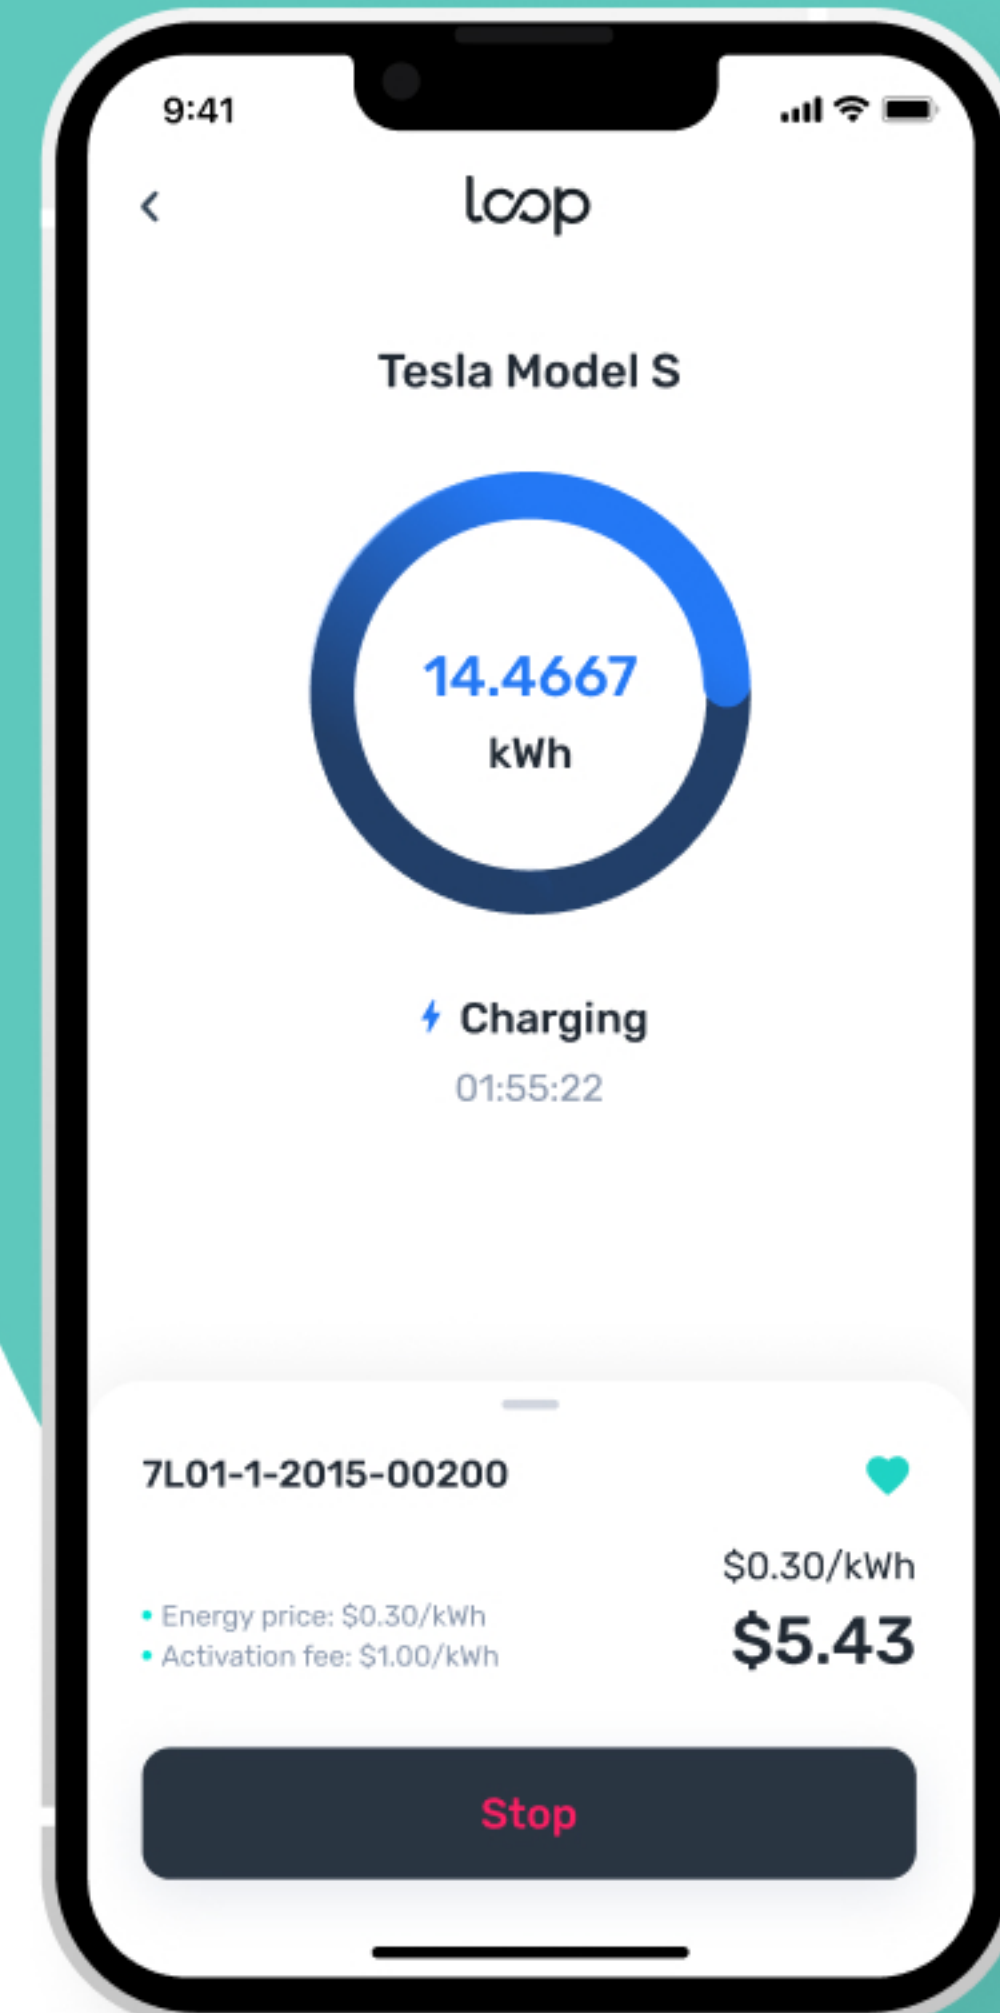 9:41
loop
Tesla Model S
14.4667
kWh
Charging
01:55:22
7L01-1-2015-00200
$0.30/kWh
• Energy price: $0.30/kWh
$5.43
• Activation fee: $1.00/kWh
Stop